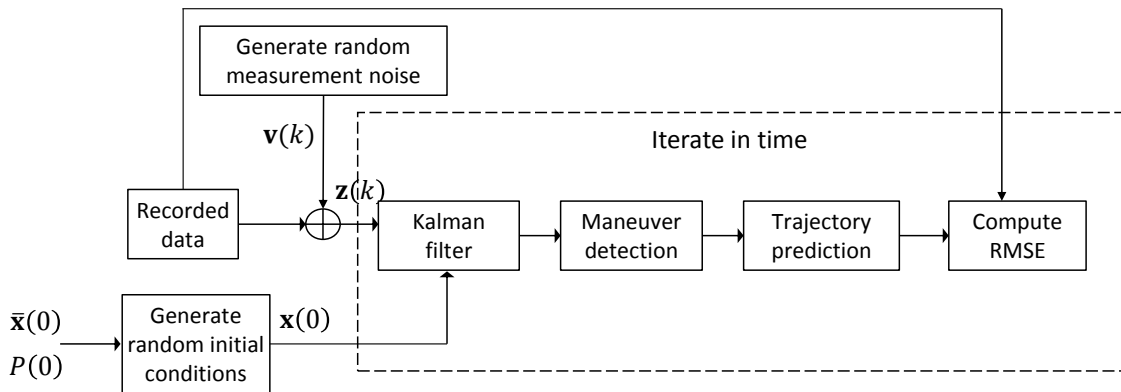 Generate random
measurement noise
𝐯(𝑘)
Iterate in time
𝐳(𝑘)
Recorded
data
Kalman
filter
Maneuver
detection
Trajectory
prediction
Compute
RMSE
x̄(0)
𝑃(0)
Generate
random initial
conditions
𝐱(0)